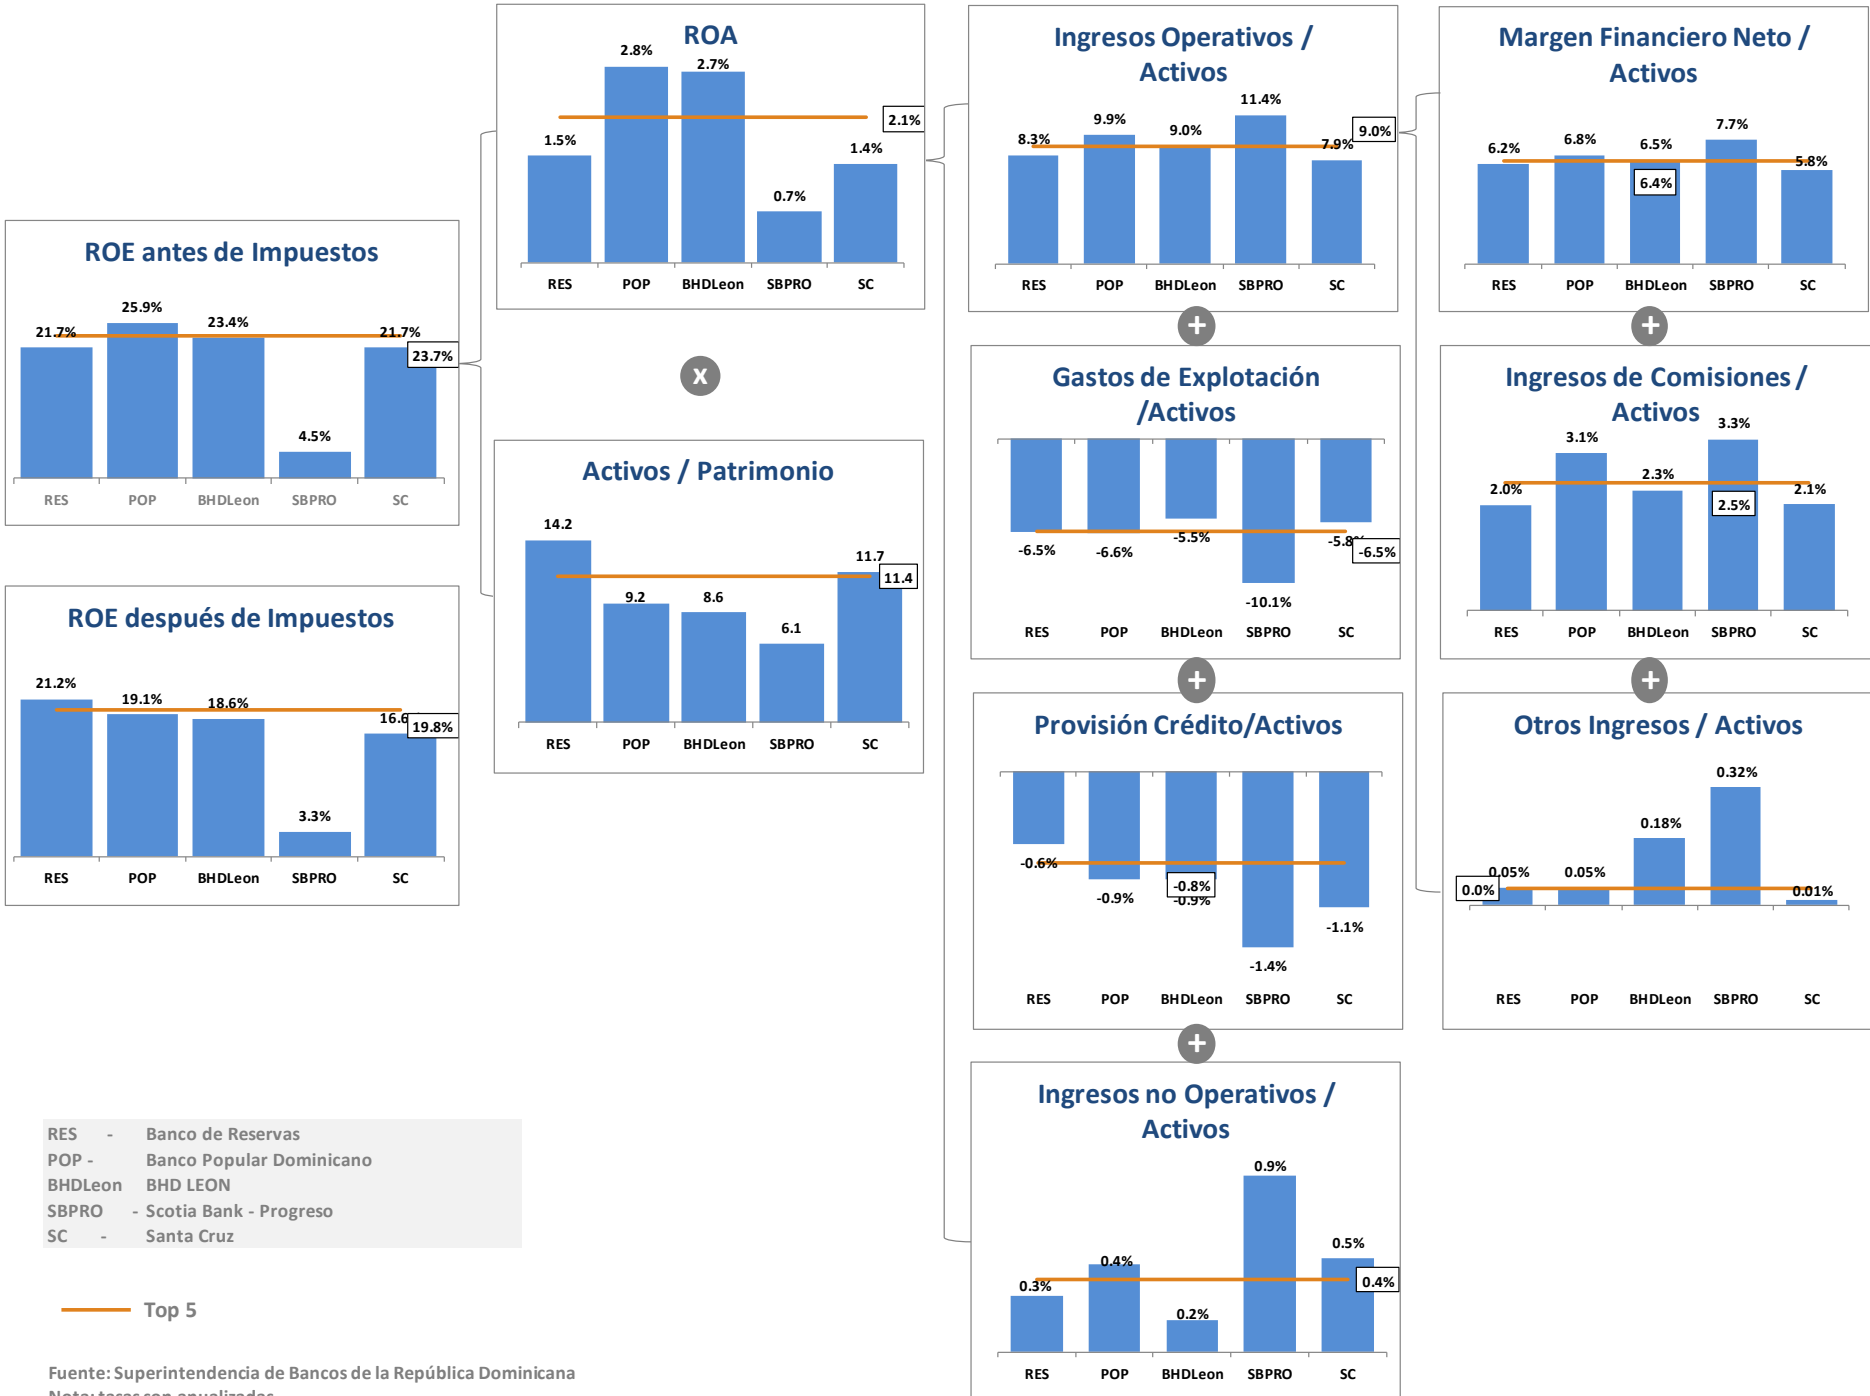 ROE antes de Impuestos
21.7%
25.9%
23.4%
4.5%
21.7%
23.7%
RES POP BHDLeon SBPRO SC
ROE después de Impuestos
21.2%
19.1%
18.6%
3.3%
19.8%
RES POP BHDLeon SBPRO SC
ROA
1.5%
2.8%
2.7%
0.7%
1.4%
2.1%
RES POP BHDLeon SBPRO SC
X
Activos / Patrimonio
14.2
9.2
8.6
6.1
11.7
11.4
RES POP BHDLeon SBPRO SC
Ingresos Operativos /
Activos
8.3%
9.9%
9.0%
11.4%
7.9%
9.0%
RES POP BHDLeon SBPRO SC
+
Gastos de Explotación
/Activos
-6.5%
-6.6%
-5.5%
-10.1%
-5.8%
-6.5%
RES POP BHDLeon SBPRO SC
+
Provisión Crédito/Activos
-0.6%
-0.9%
-0.8%
-0.9%
-1.4%
-1.1%
RES POP BHDLeon SBPRO SC
+
Ingresos no Operativos /
Activos
0.3%
0.4%
0.2%
0.9%
0.5%
0.4%
RES POP BHDLeon SBPRO SC
Margen Financiero Neto /
Activos
6.2%
6.8%
6.5%
6.4%
7.7%
5.8%
RES POP BHDLeon SBPRO SC
+
Ingresos de Comisiones /
Activos
2.0%
3.1%
2.3%
3.3%
2.5%
2.1%
RES POP BHDLeon SBPRO SC
+
Otros Ingresos / Activos
0.0%
0.05%
0.05%
0.18%
0.32%
0.01%
RES POP BHDLeon SBPRO SC
RES - Banco de Reservas
POP - Banco Popular Dominicano
BHDLeon BHD LEON
SBPRO - Scotia Bank - Progreso
SC - Santa Cruz
Top 5
Fuente: Superintendencia de Bancos de la República Dominicana
Nota: tasas son anualizadas